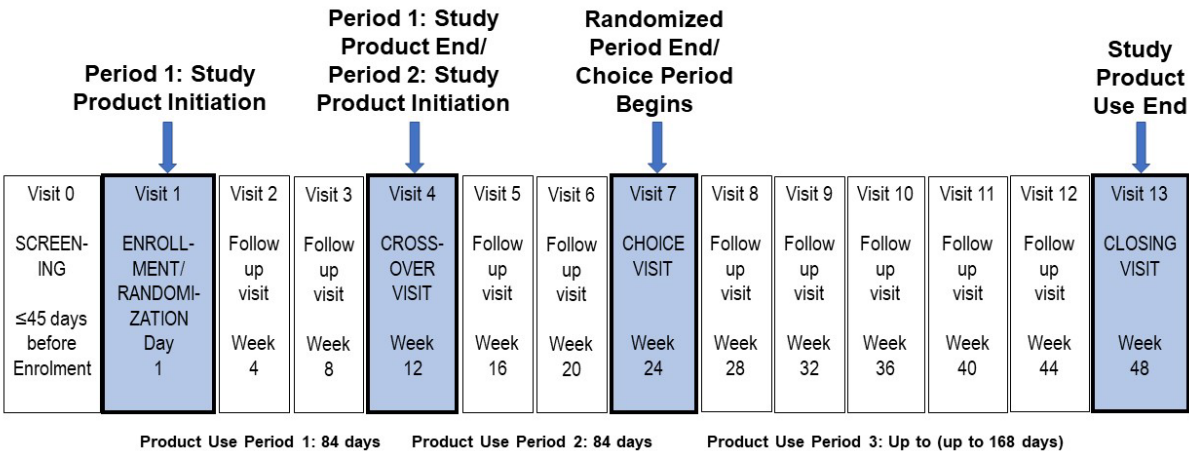 Period 1: Study
Product Initiation
Period 1: Study
Product End/
Period 2: Study
Product Initiation
Randomized
Period End/
Choice Period
Begins
Study
Product
Use End
Visit 0
SCREEN-
ING
≤45 days
before
Enrolment
Visit 1
ENROLL-
MENT/
RANDOMI-
ZATION
Day
1
Visit 2
Follow
up
visit
Week
4
Visit 3
Follow
up
visit
Week
8
Visit 4
CROSS-
OVER
VISIT
Week
12
Visit 5
Follow
up
visit
Week
16
Visit 6
Follow
up
visit
Week
20
Visit 7
CHOICE
VISIT
Week
24
Visit 8
Follow
up
visit
Week
28
Visit 9
Follow
up
visit
Week
32
Visit 10
Follow
up
visit
Week
36
Visit 11
Follow
up
visit
Week
40
Visit 12
Follow
up
visit
Week
44
Visit 13
CLOSING
VISIT
Week
48
Product Use Period 1: 84 days
Product Use Period 2: 84 days
Product Use Period 3: Up to (up to 168 days)